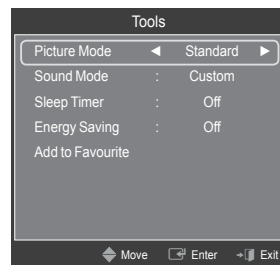 Tools
Picture Mode ◄ Standard ►
Sound Mode : Custom
Sleep Timer : Off
Energy Saving : Off
Add to Favourite
Move Enter Exit